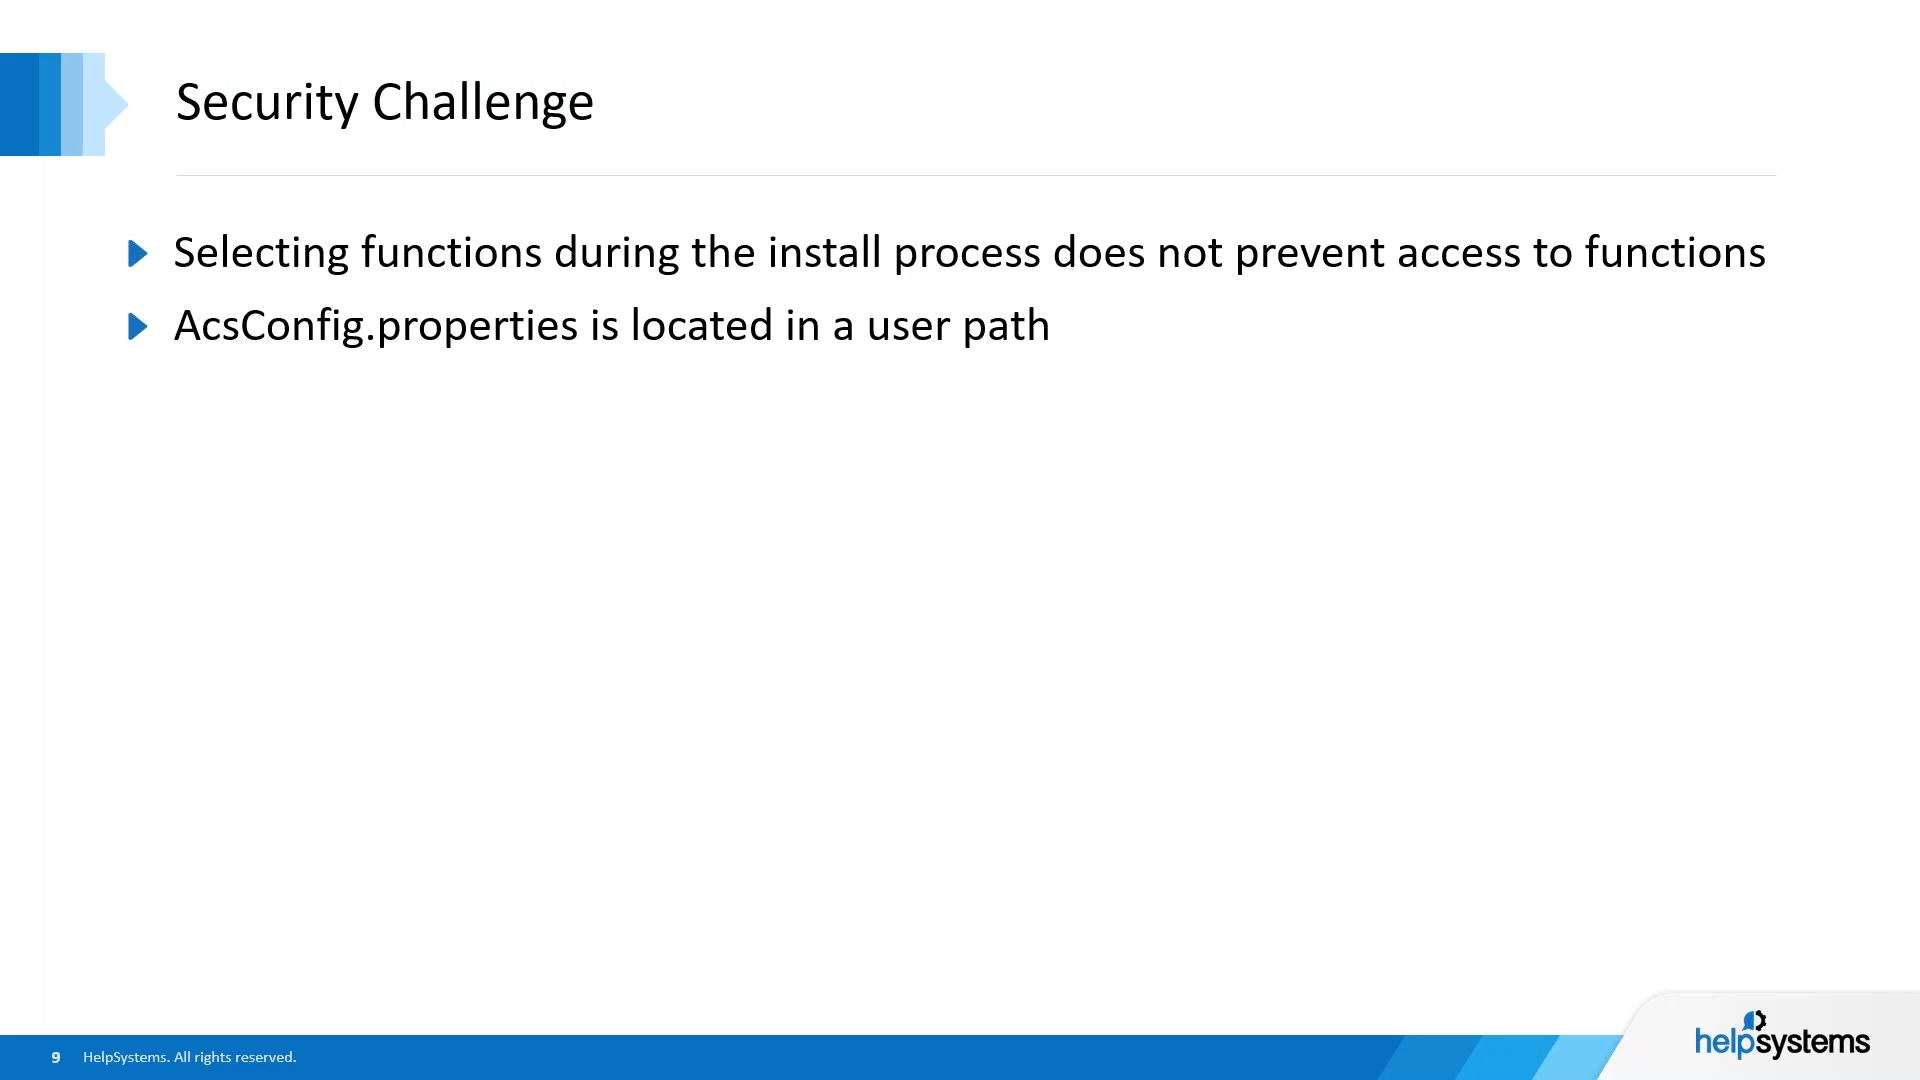 Security Challenge
Selecting functions during the install process does not prevent access to functions
AcsConfig.properties is located in a user path
9 HelpSystems. All rights reserved.
helpsystems